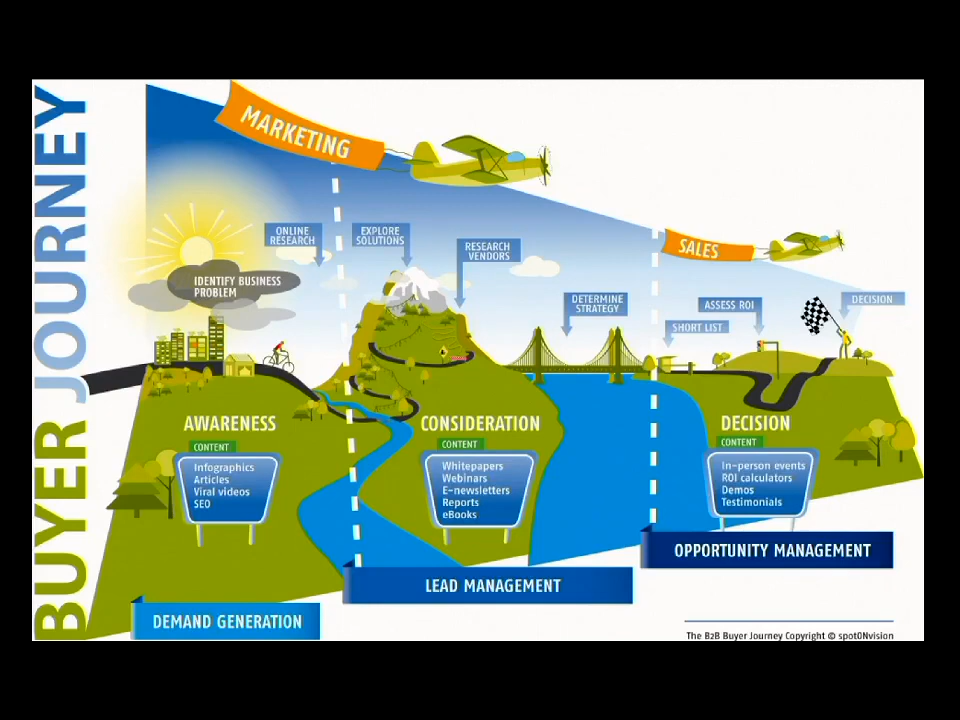 BUYER JOURNEY
MARKETING
SALES
ONLINE
RESEARCH
EXPLORE
SOLUTIONS
RESEARCH
VENDORS
IDENTIFY BUSINESS
PROBLEM
DETERMINE
STRATEGY
SHORT LIST
ASSESS ROI
DECISION
AWARENESS
CONTENT
Infographics
Articles
Viral videos
SEO
CONSIDERATION
CONTENT
Whitepapers
Webinars
E-newsletters
Reports
eBooks
DECISION
CONTENT
In-person events
ROI calculators
Demos
Testimonials
DEMAND GENERATION
LEAD MANAGEMENT
OPPORTUNITY MANAGEMENT
The B2B Buyer Journey Copyright © spotONvision